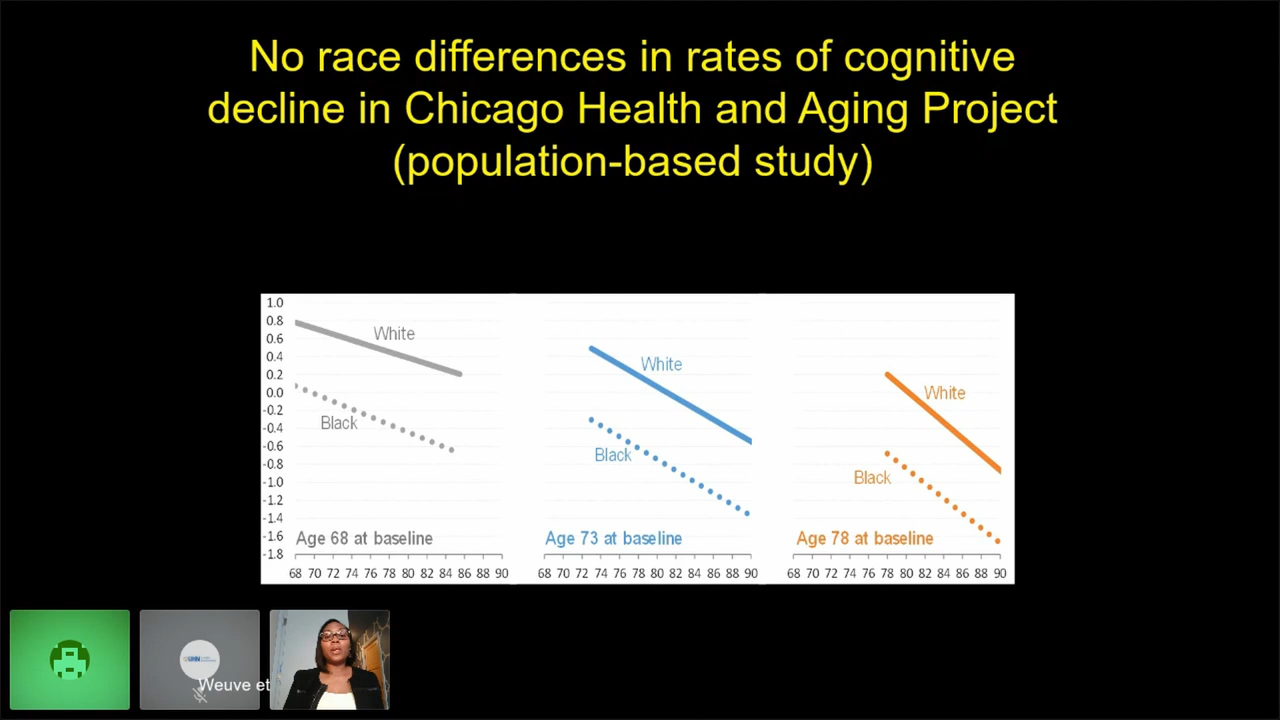 No race differences in rates of cognitive
decline in Chicago Health and Aging Project
(population-based study)
1.0
0.8
0.6
0.4
0.2
0.0
-0.2
-0.4
-0.6
-0.8
-1.0
-1.2
-1.4
-1.6
-1.8
White
Black
Age 68 at baseline
68 70 72 74 76 78 80 82 84 86 88 90
White
Black
Age 73 at baseline
68 70 72 74 76 78 80 82 84 86 88 90
White
Black
Age 78 at baseline
68 70 72 74 76 78 80 82 84 86 88 90
Weuve et